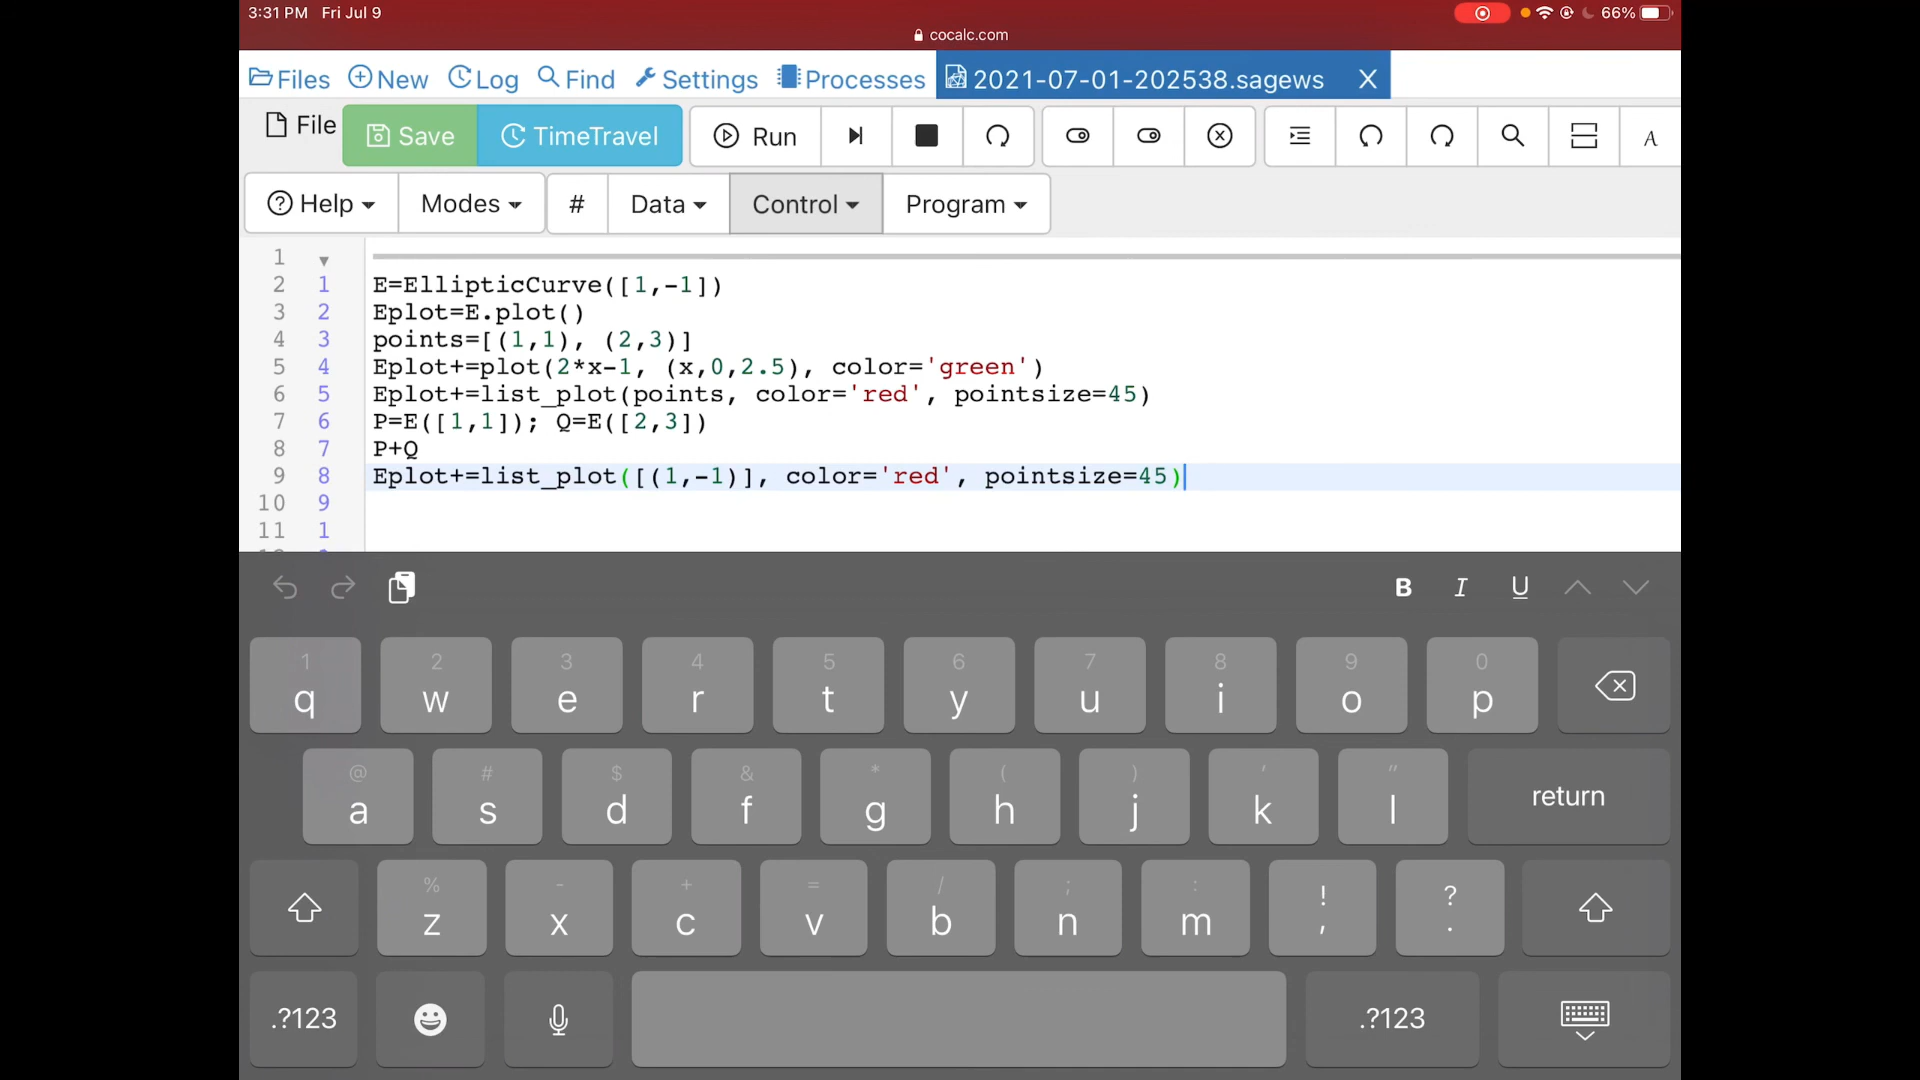 3:31 PM Fri Jul 9 66%
cocalc.com
Files New Log Find Settings Processes 2021-07-01-202538.sagews X
File Save TimeTravel Run A
Help Modes # Data Control Program
1
2 1 E=EllipticCurve([1,-1])
3 2 Eplot=E.plot()
4 3 points=[(1,1), (2,3)]
5 4 Eplot+=plot(2*x-1, (x,0,2.5), color='green')
6 5 Eplot+=list_plot(points, color='red', pointsize=45)
7 6 P=E([1,1]); Q=E([2,3])
8 7 P+Q
9 8 Eplot+=list_plot([(1,-1)], color='red', pointsize=45)
10 9
11 1
B I U
1 2 3 4 5 6 7 8 9 0
q w e r t y u i o p
@ # $ & * ( ) ' "
a s d f g h j k l return
% - + = / ; : ! ?
z x c v b n m , .
.?123 .?123